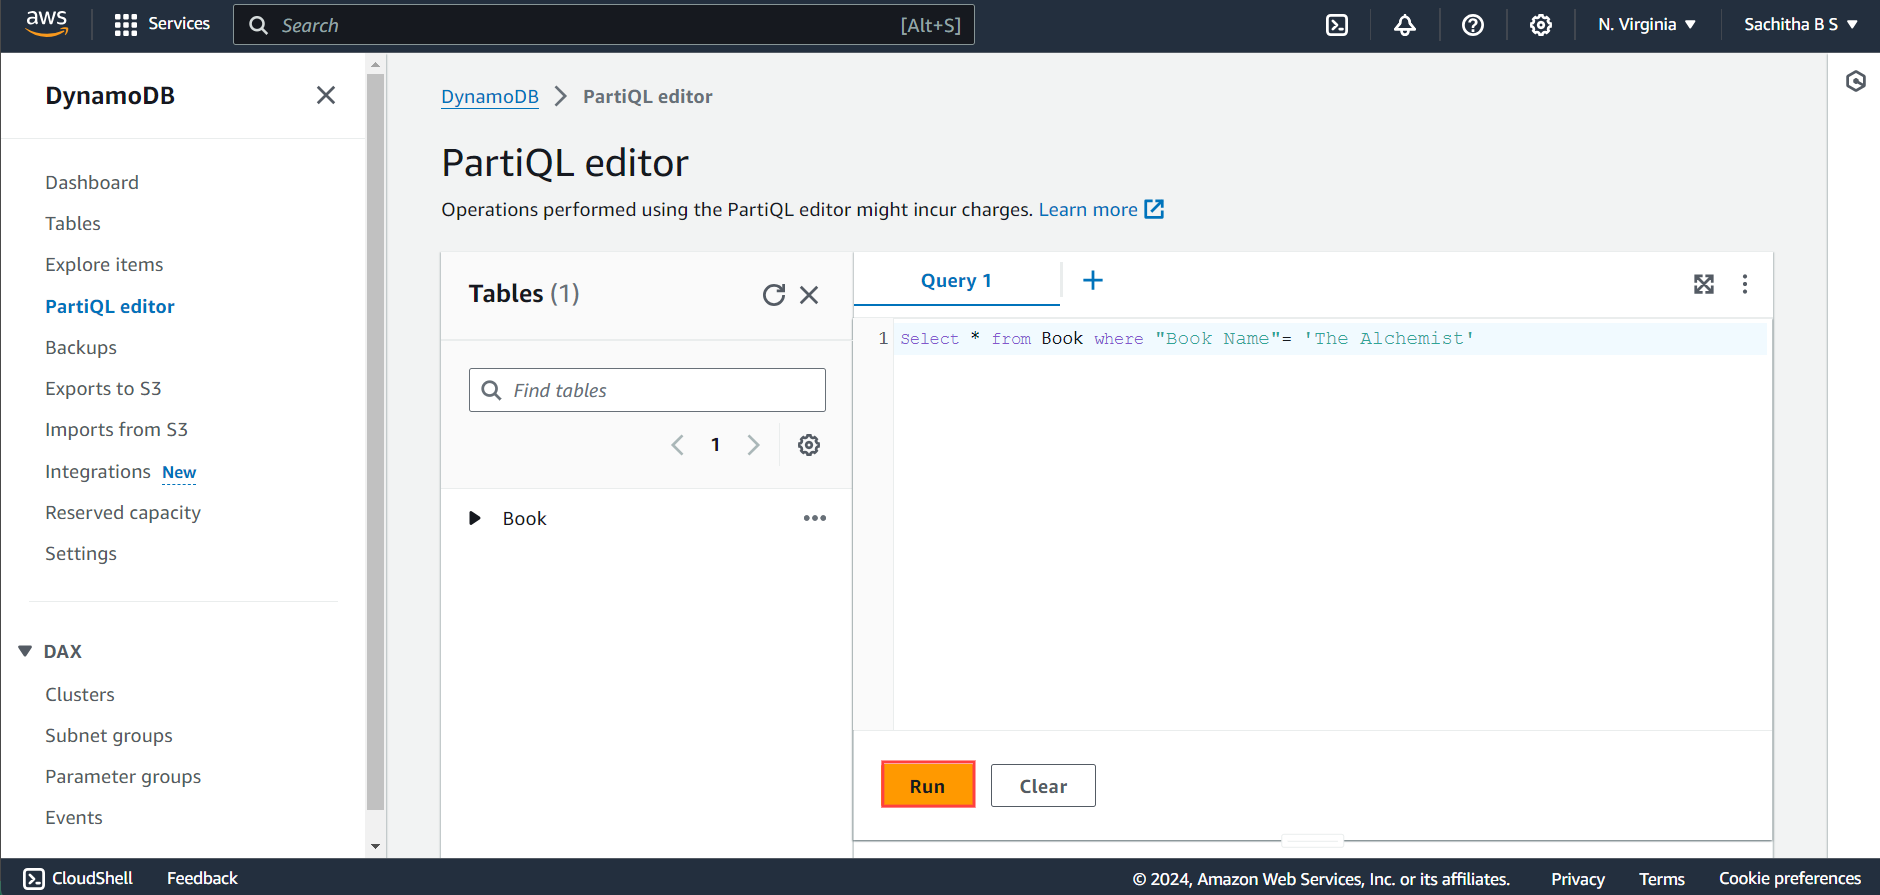 aws
Services
Search [Alt+S]
N. Virginia
Sachitha B S
DynamoDB
Dashboard
Tables
Explore items
PartiQL editor
Backups
Exports to S3
Imports from S3
Integrations New
Reserved capacity
Settings
DAX
Clusters
Subnet groups
Parameter groups
Events
DynamoDB > PartiQL editor
PartiQL editor
Operations performed using the PartiQL editor might incur charges. Learn more
Tables (1)
Find tables
1
Book
Query 1
1 Select * from Book where "Book Name"= 'The Alchemist'
Run Clear
CloudShell Feedback
© 2024, Amazon Web Services, Inc. or its affiliates. Privacy Terms Cookie preferences